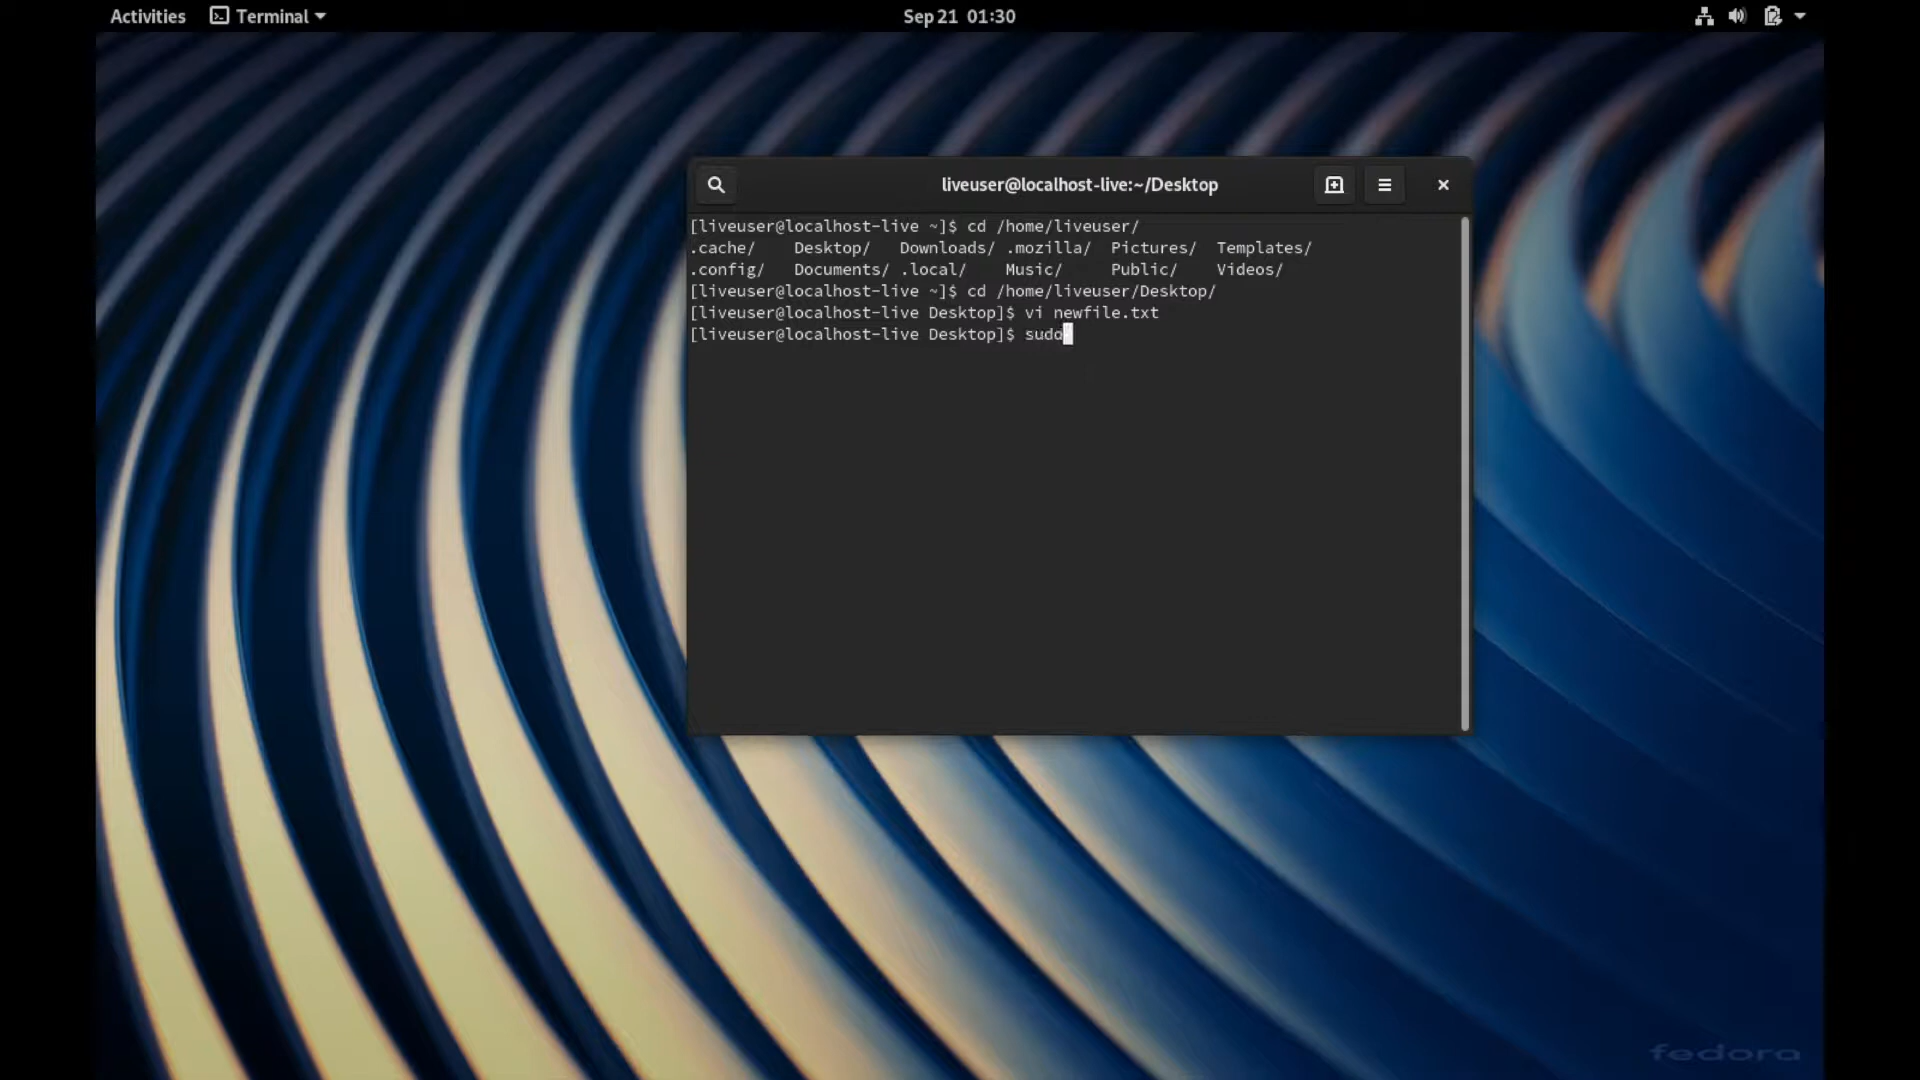 Activities Terminal Sep 21 01:30
liveuser@localhost-live:~/Desktop
[liveuser@localhost-live ~]$ cd /home/liveuser/
.cache/ Desktop/ Downloads/ .mozilla/ Pictures/ Templates/
.config/ Documents/ .local/ Music/ Public/ Videos/
[liveuser@localhost-live ~]$ cd /home/liveuser/Desktop/
[liveuser@localhost-live Desktop]$ vi newfile.txt
[liveuser@localhost-live Desktop]$ sudo
fedora